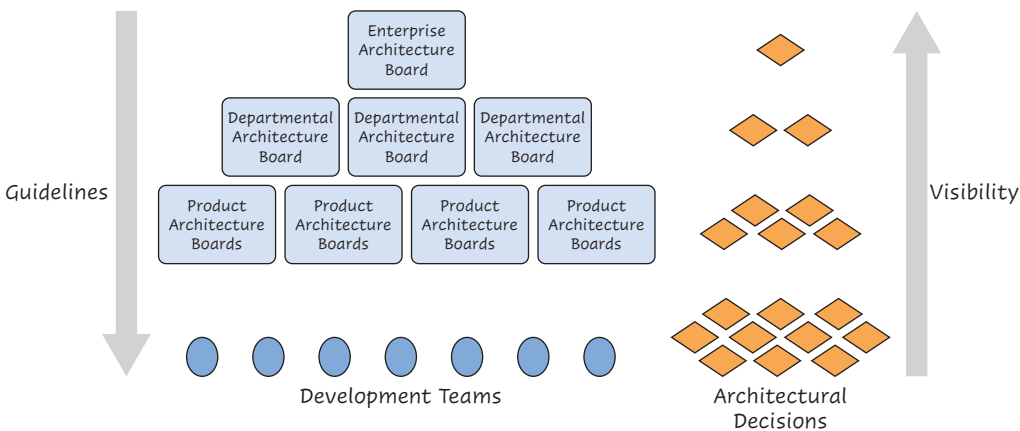 Enterprise
Architecture
Board
Departmental
Architecture
Board
Departmental
Architecture
Board
Departmental
Architecture
Board
Guidelines
Visibility
Product
Architecture
Boards
Product
Architecture
Boards
Product
Architecture
Boards
Product
Architecture
Boards
Development Teams
Architectural
Decisions